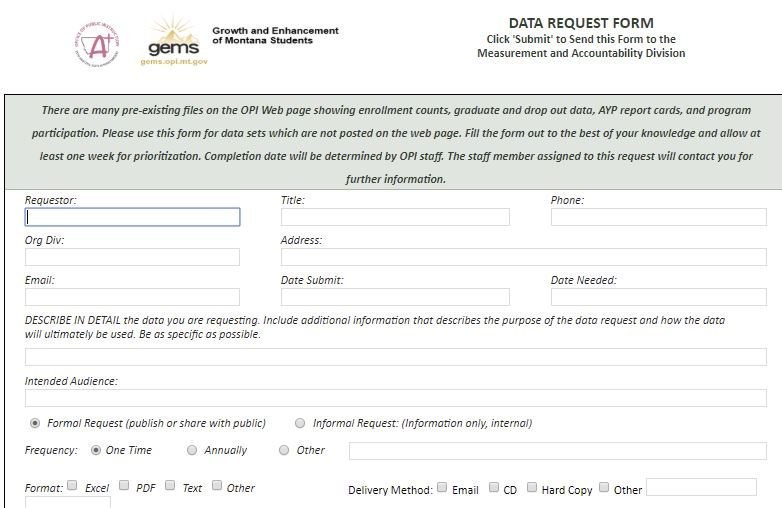 OFFICE OF PUBLIC INSTRUCTION
A+
gems
gems.opi.mt.gov
Growth and Enhancement
of Montana Students
DATA REQUEST FORM
Click 'Submit' to Send this Form to the
Measurement and Accountability Division
There are many pre-existing files on the OPI Web page showing enrollment counts, graduate and drop out data, AYP report cards, and program
participation. Please use this form for data sets which are not posted on the web page. Fill the form out to the best of your knowledge and allow at
least one week for prioritization. Completion date will be determined by OPI staff. The staff member assigned to this request will contact you for
further information.
Requestor: Title: Phone:
Org Div: Address:
Email: Date Submit: Date Needed:
DESCRIBE IN DETAIL the data you are requesting. Include additional information that describes the purpose of the data request and how the data
will ultimately be used. Be as specific as possible.
Intended Audience:
Formal Request (publish or share with public) Informal Request: (Information only, internal)
Frequency: One Time Annually Other
Format: Excel PDF Text Other Delivery Method: Email CD Hard Copy Other